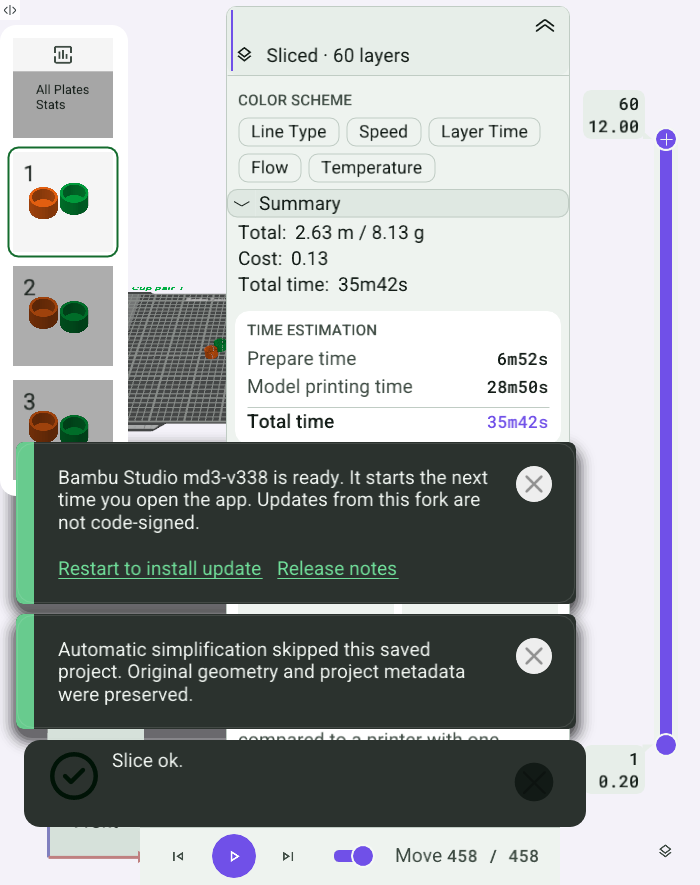 All Plates
Stats
1
2
3
Sliced · 60 layers
COLOR SCHEME
Line Type
Speed
Layer Time
Flow
Temperature
Summary
Total: 2.63 m / 8.13 g
Cost: 0.13
Total time: 35m42s
TIME ESTIMATION
Prepare time 6m52s
Model printing time 28m50s
Total time 35m42s
60
12.00
Bambu Studio md3-v338 is ready. It starts the next
time you open the app. Updates from this fork are
not code-signed.
Restart to install update Release notes
Automatic simplification skipped this saved
project. Original geometry and project metadata
were preserved.
compared to a printer with one
Slice ok.
1
0.20
Move 458 / 458